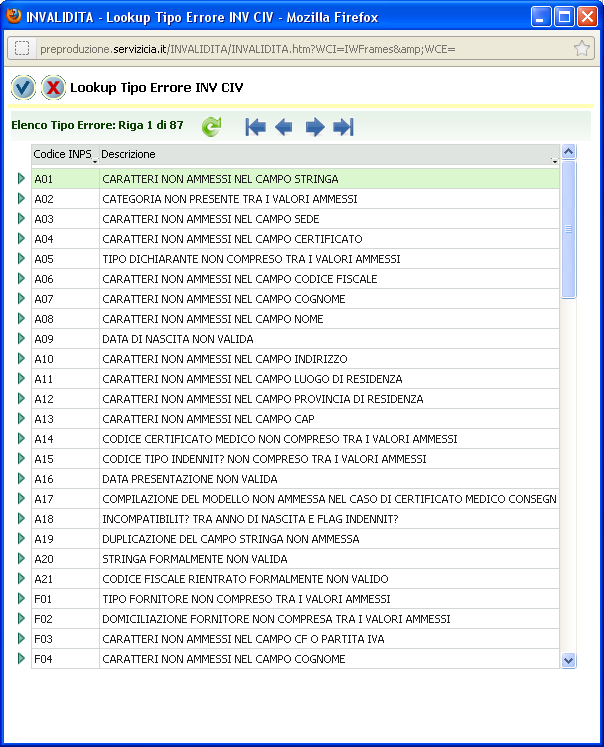 INVALIDITA - Lookup Tipo Errore INV CIV - Mozilla Firefox
preproduzione.servizicia.it/INVALIDITA/INVALIDITA.htm?WCI=IWFrames&amp;WCE=
Lookup Tipo Errore INV CIV
Elenco Tipo Errore: Riga 1 di 87
Codice INPS Descrizione
A01 CARATTERI NON AMMESSI NEL CAMPO STRINGA
A02 CATEGORIA NON PRESENTE TRA I VALORI AMMESSI
A03 CARATTERI NON AMMESSI NEL CAMPO SEDE
A04 CARATTERI NON AMMESSI NEL CAMPO CERTIFICATO
A05 TIPO DICHIARANTE NON COMPRESO TRA I VALORI AMMESSI
A06 CARATTERI NON AMMESSI NEL CAMPO CODICE FISCALE
A07 CARATTERI NON AMMESSI NEL CAMPO COGNOME
A08 CARATTERI NON AMMESSI NEL CAMPO NOME
A09 DATA DI NASCITA NON VALIDA
A10 CARATTERI NON AMMESSI NEL CAMPO INDIRIZZO
A11 CARATTERI NON AMMESSI NEL CAMPO LUOGO DI RESIDENZA
A12 CARATTERI NON AMMESSI NEL CAMPO PROVINCIA DI RESIDENZA
A13 CARATTERI NON AMMESSI NEL CAMPO CAP
A14 CODICE CERTIFICATO MEDICO NON COMPRESO TRA I VALORI AMMESSI
A15 CODICE TIPO INDENNIT? NON COMPRESO TRA I VALORI AMMESSI
A16 DATA PRESENTAZIONE NON VALIDA
A17 COMPILAZIONE DEL MODELLO NON AMMESSA NEL CASO DI CERTIFICATO MEDICO CONSEGN
A18 INCOMPATIBILIT? TRA ANNO DI NASCITA E FLAG INDENNIT?
A19 DUPLICAZIONE DEL CAMPO STRINGA NON AMMESSA
A20 STRINGA FORMALMENTE NON VALIDA
A21 CODICE FISCALE RIENTRATO FORMALMENTE NON VALIDO
F01 TIPO FORNITORE NON COMPRESO TRA I VALORI AMMESSI
F02 DOMICILIAZIONE FORNITORE NON COMPRESA TRA I VALORI AMMESSI
F03 CARATTERI NON AMMESSI NEL CAMPO CF O PARTITA IVA
F04 CARATTERI NON AMMESSI NEL CAMPO COGNOME